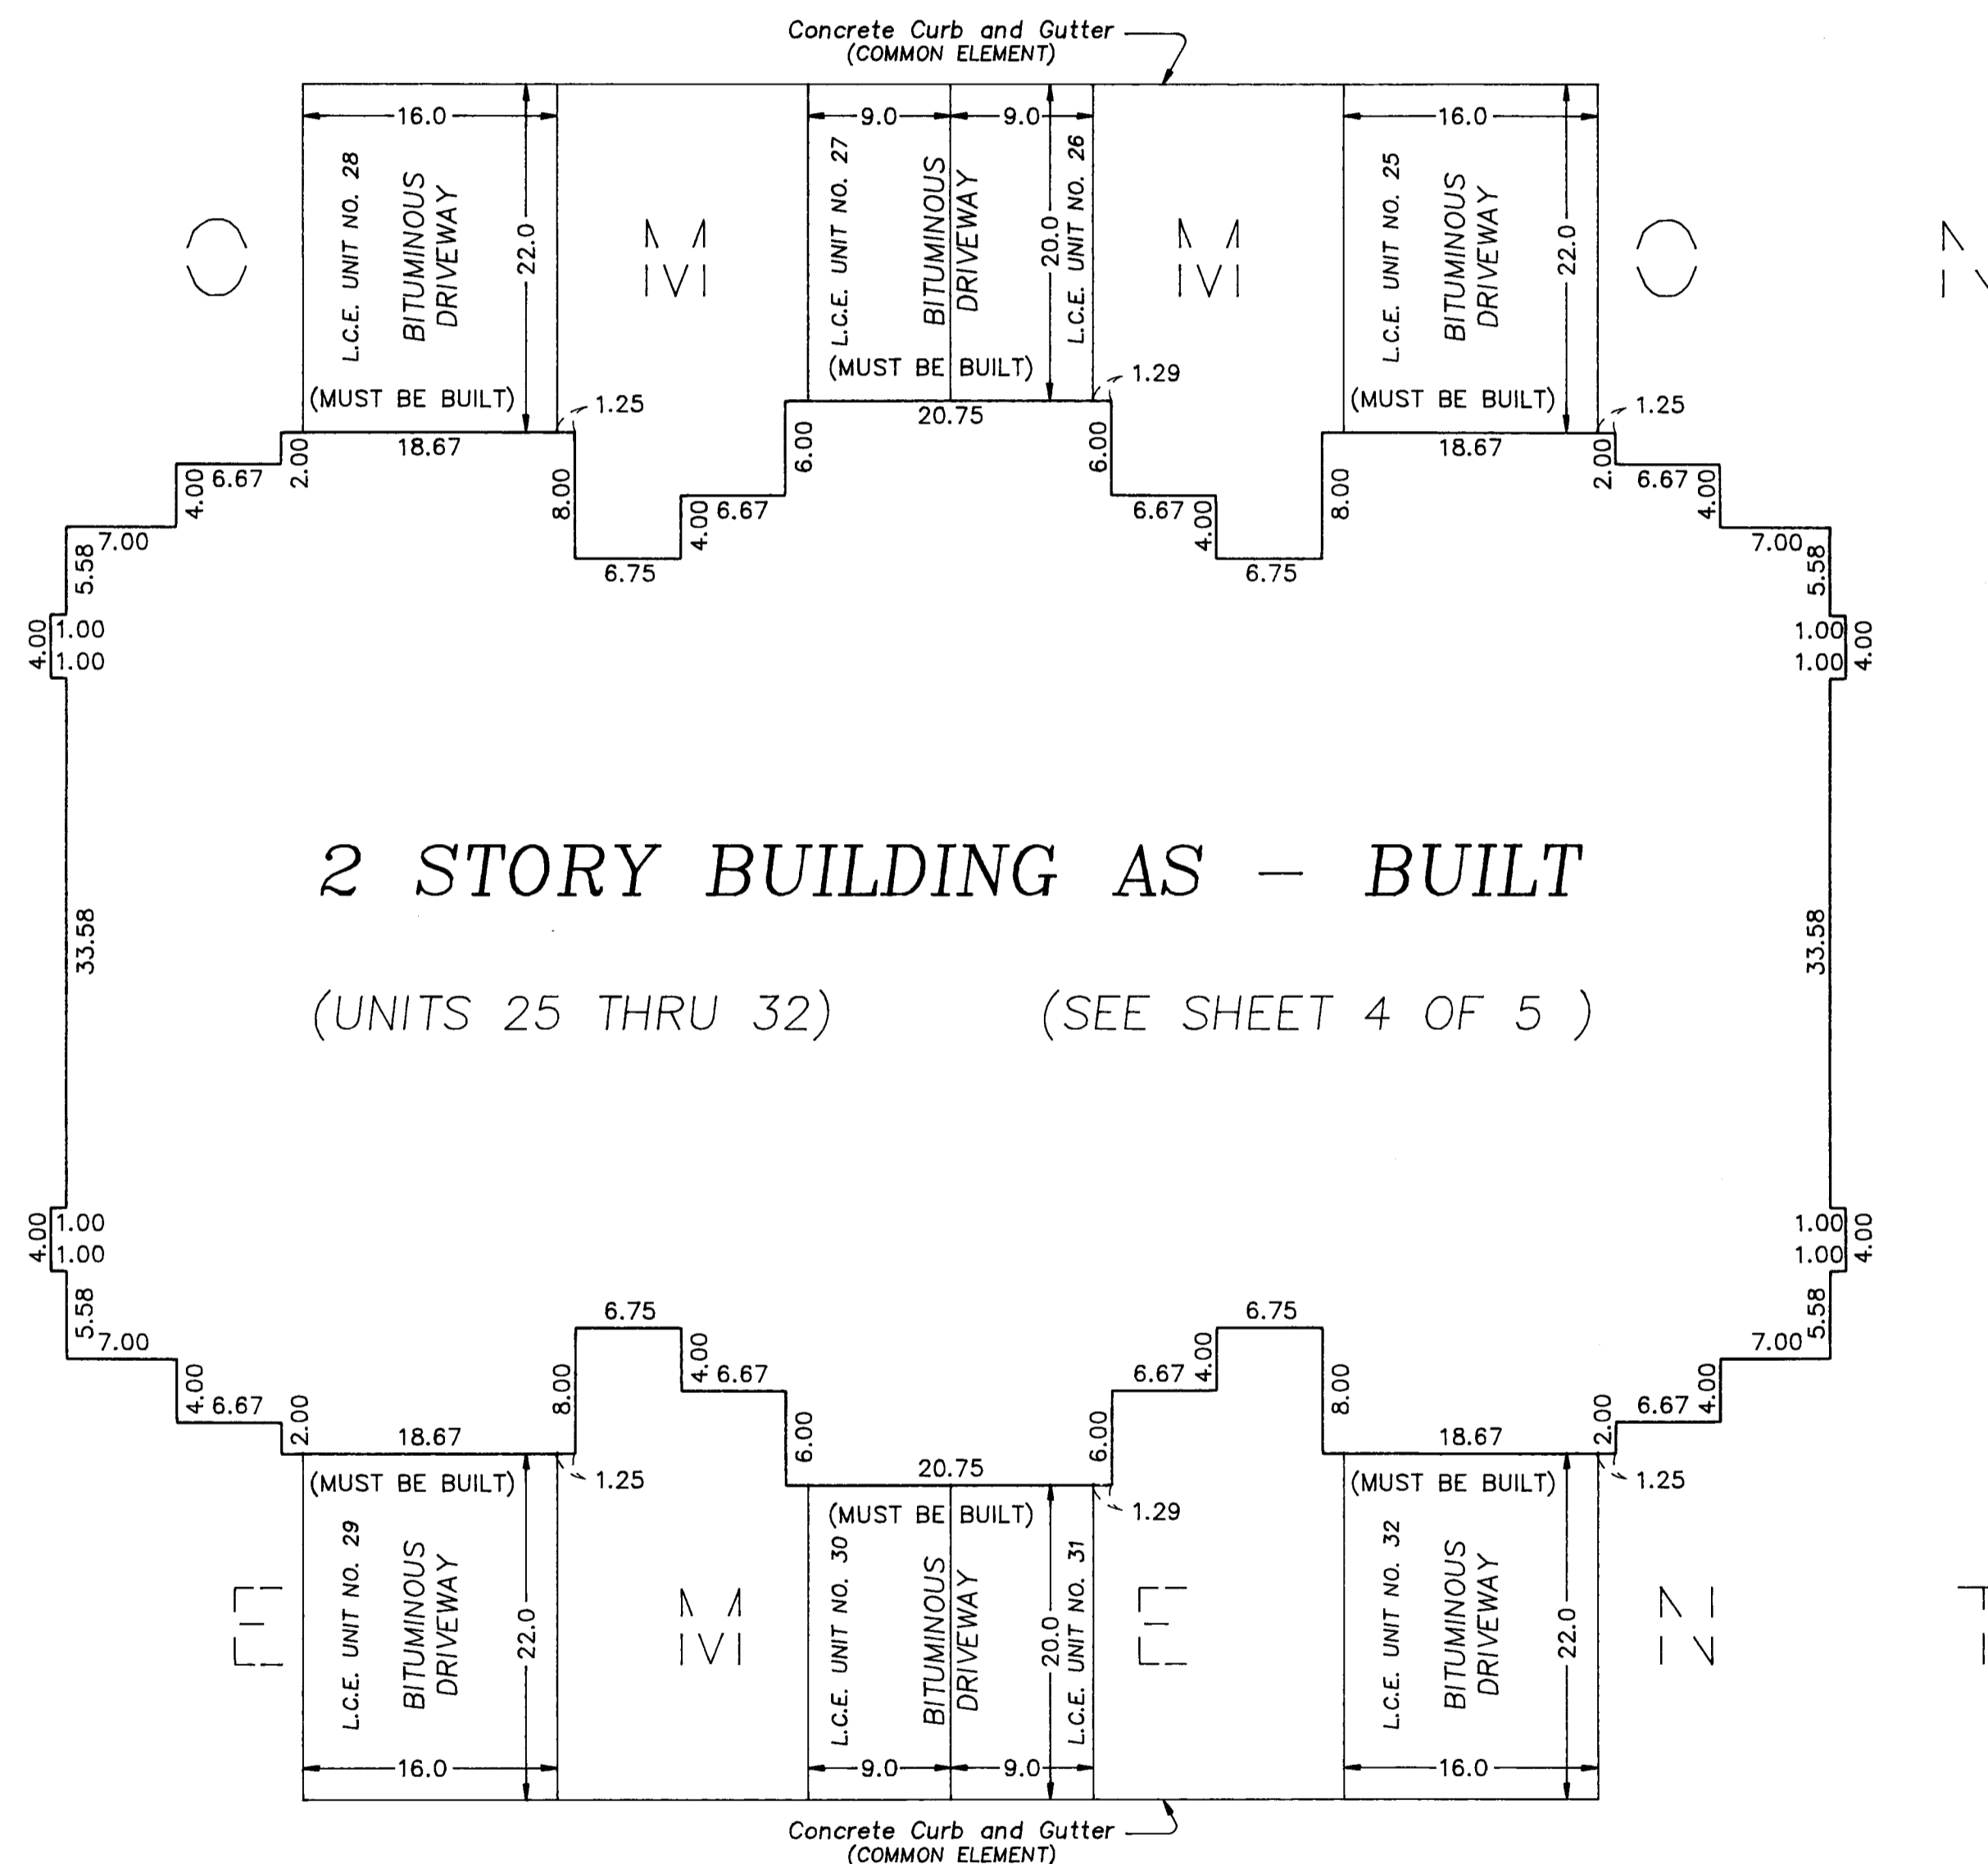 Concrete Curb and Gutter
(COMMON ELEMENT)
16.0
9.0
9.0
16.0
L.C.E. UNIT NO. 28
BITUMINOUS
DRIVEWAY
22.0
L.C.E. UNIT NO. 27
BITUMINOUS
DRIVEWAY
20.0
L.C.E. UNIT NO. 26
L.C.E. UNIT NO. 25
BITUMINOUS
DRIVEWAY
22.0
O M M O N
(MUST BE BUILT)
(MUST BE BUILT)
(MUST BE BUILT)
1.25
1.29
1.25
18.67
20.75
18.67
7.00
4.00
6.67
2.00
8.00
6.75
4.00
6.67
6.00
6.00
6.67
4.00
6.75
8.00
2.00
6.67
4.00
7.00
5.58
5.58
4.00
1.00
1.00
1.00
1.00
4.00
2 STORY BUILDING AS – BUILT
33.58
33.58
(UNITS 25 THRU 32) (SEE SHEET 4 OF 5 )
4.00
1.00
1.00
1.00
1.00
4.00
5.58
5.58
7.00
4.00
6.67
2.00
18.67
8.00
6.75
4.00
6.67
6.00
20.75
6.00
6.67
4.00
6.75
8.00
18.67
2.00
6.67
4.00
7.00
(MUST BE BUILT)
1.25
(MUST BE BUILT)
1.29
(MUST BE BUILT)
1.25
L.C.E. UNIT NO. 29
BITUMINOUS
DRIVEWAY
22.0
L.C.E. UNIT NO. 30
BITUMINOUS
DRIVEWAY
20.0
L.C.E. UNIT NO. 31
L.C.E. UNIT NO. 32
BITUMINOUS
DRIVEWAY
22.0
E M E N T
16.0
9.0
9.0
16.0
Concrete Curb and Gutter
(COMMON ELEMENT)